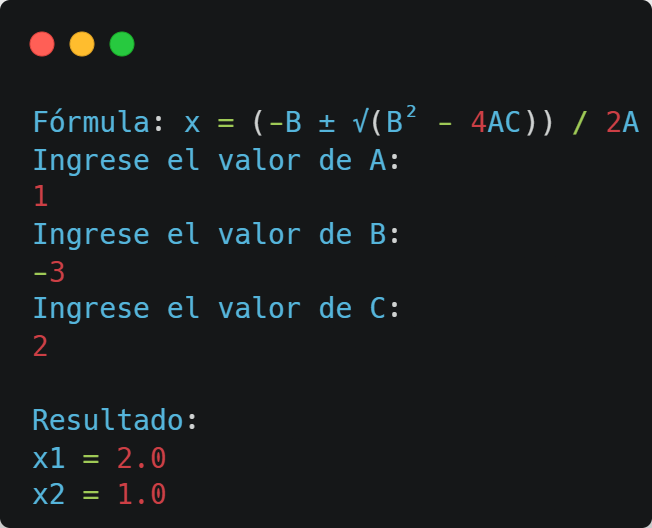 Fórmula: x = (-B ± √(B² - 4AC)) / 2A
Ingrese el valor de A:
1
Ingrese el valor de B:
-3
Ingrese el valor de C:
2
Resultado:
x1 = 2.0
x2 = 1.0